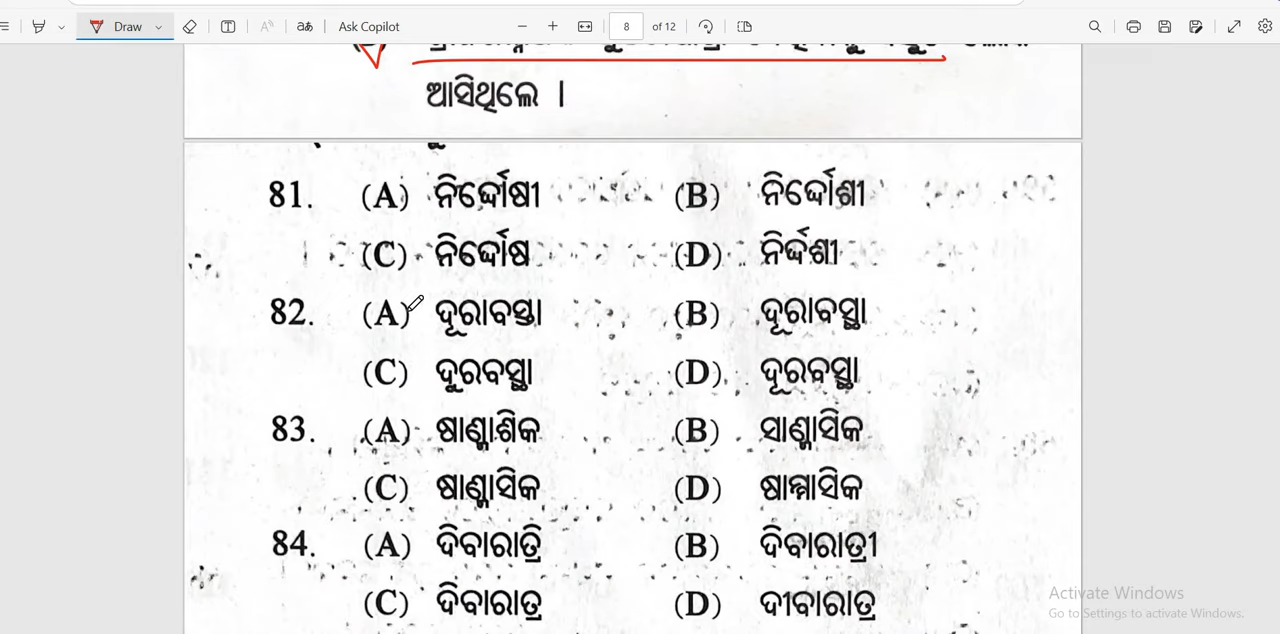 Draw
Ask Copilot
8 of 12
ଆସିଥିଲେ ।
81. (A) ନିର୍ଦ୍ଦୋଷୀ (B) ନିର୍ଦ୍ଦୋଶୀ
(C) ନିର୍ଦ୍ଦୋଷ (D) ନିର୍ଦ୍ଦଶୀ
82. (A) ଦୂରାବସ୍ତା (B) ଦୂରାବସ୍ଥା
(C) ଦୁରବସ୍ଥା (D) ଦୂରବସ୍ଥା
83. (A) ଷାଣ୍ମାଶିକ (B) ସାଣ୍ମାସିକ
(C) ଷାଣ୍ମାସିକ (D) ଷାନ୍ମାସିକ
84. (A) ଦିବାରାତ୍ରି (B) ଦିବାରାତ୍ରୀ
(C) ଦିବାରାତ୍ର (D) ଦୀବାରାତ୍ର
Activate Windows
Go to Settings to activate Windows.